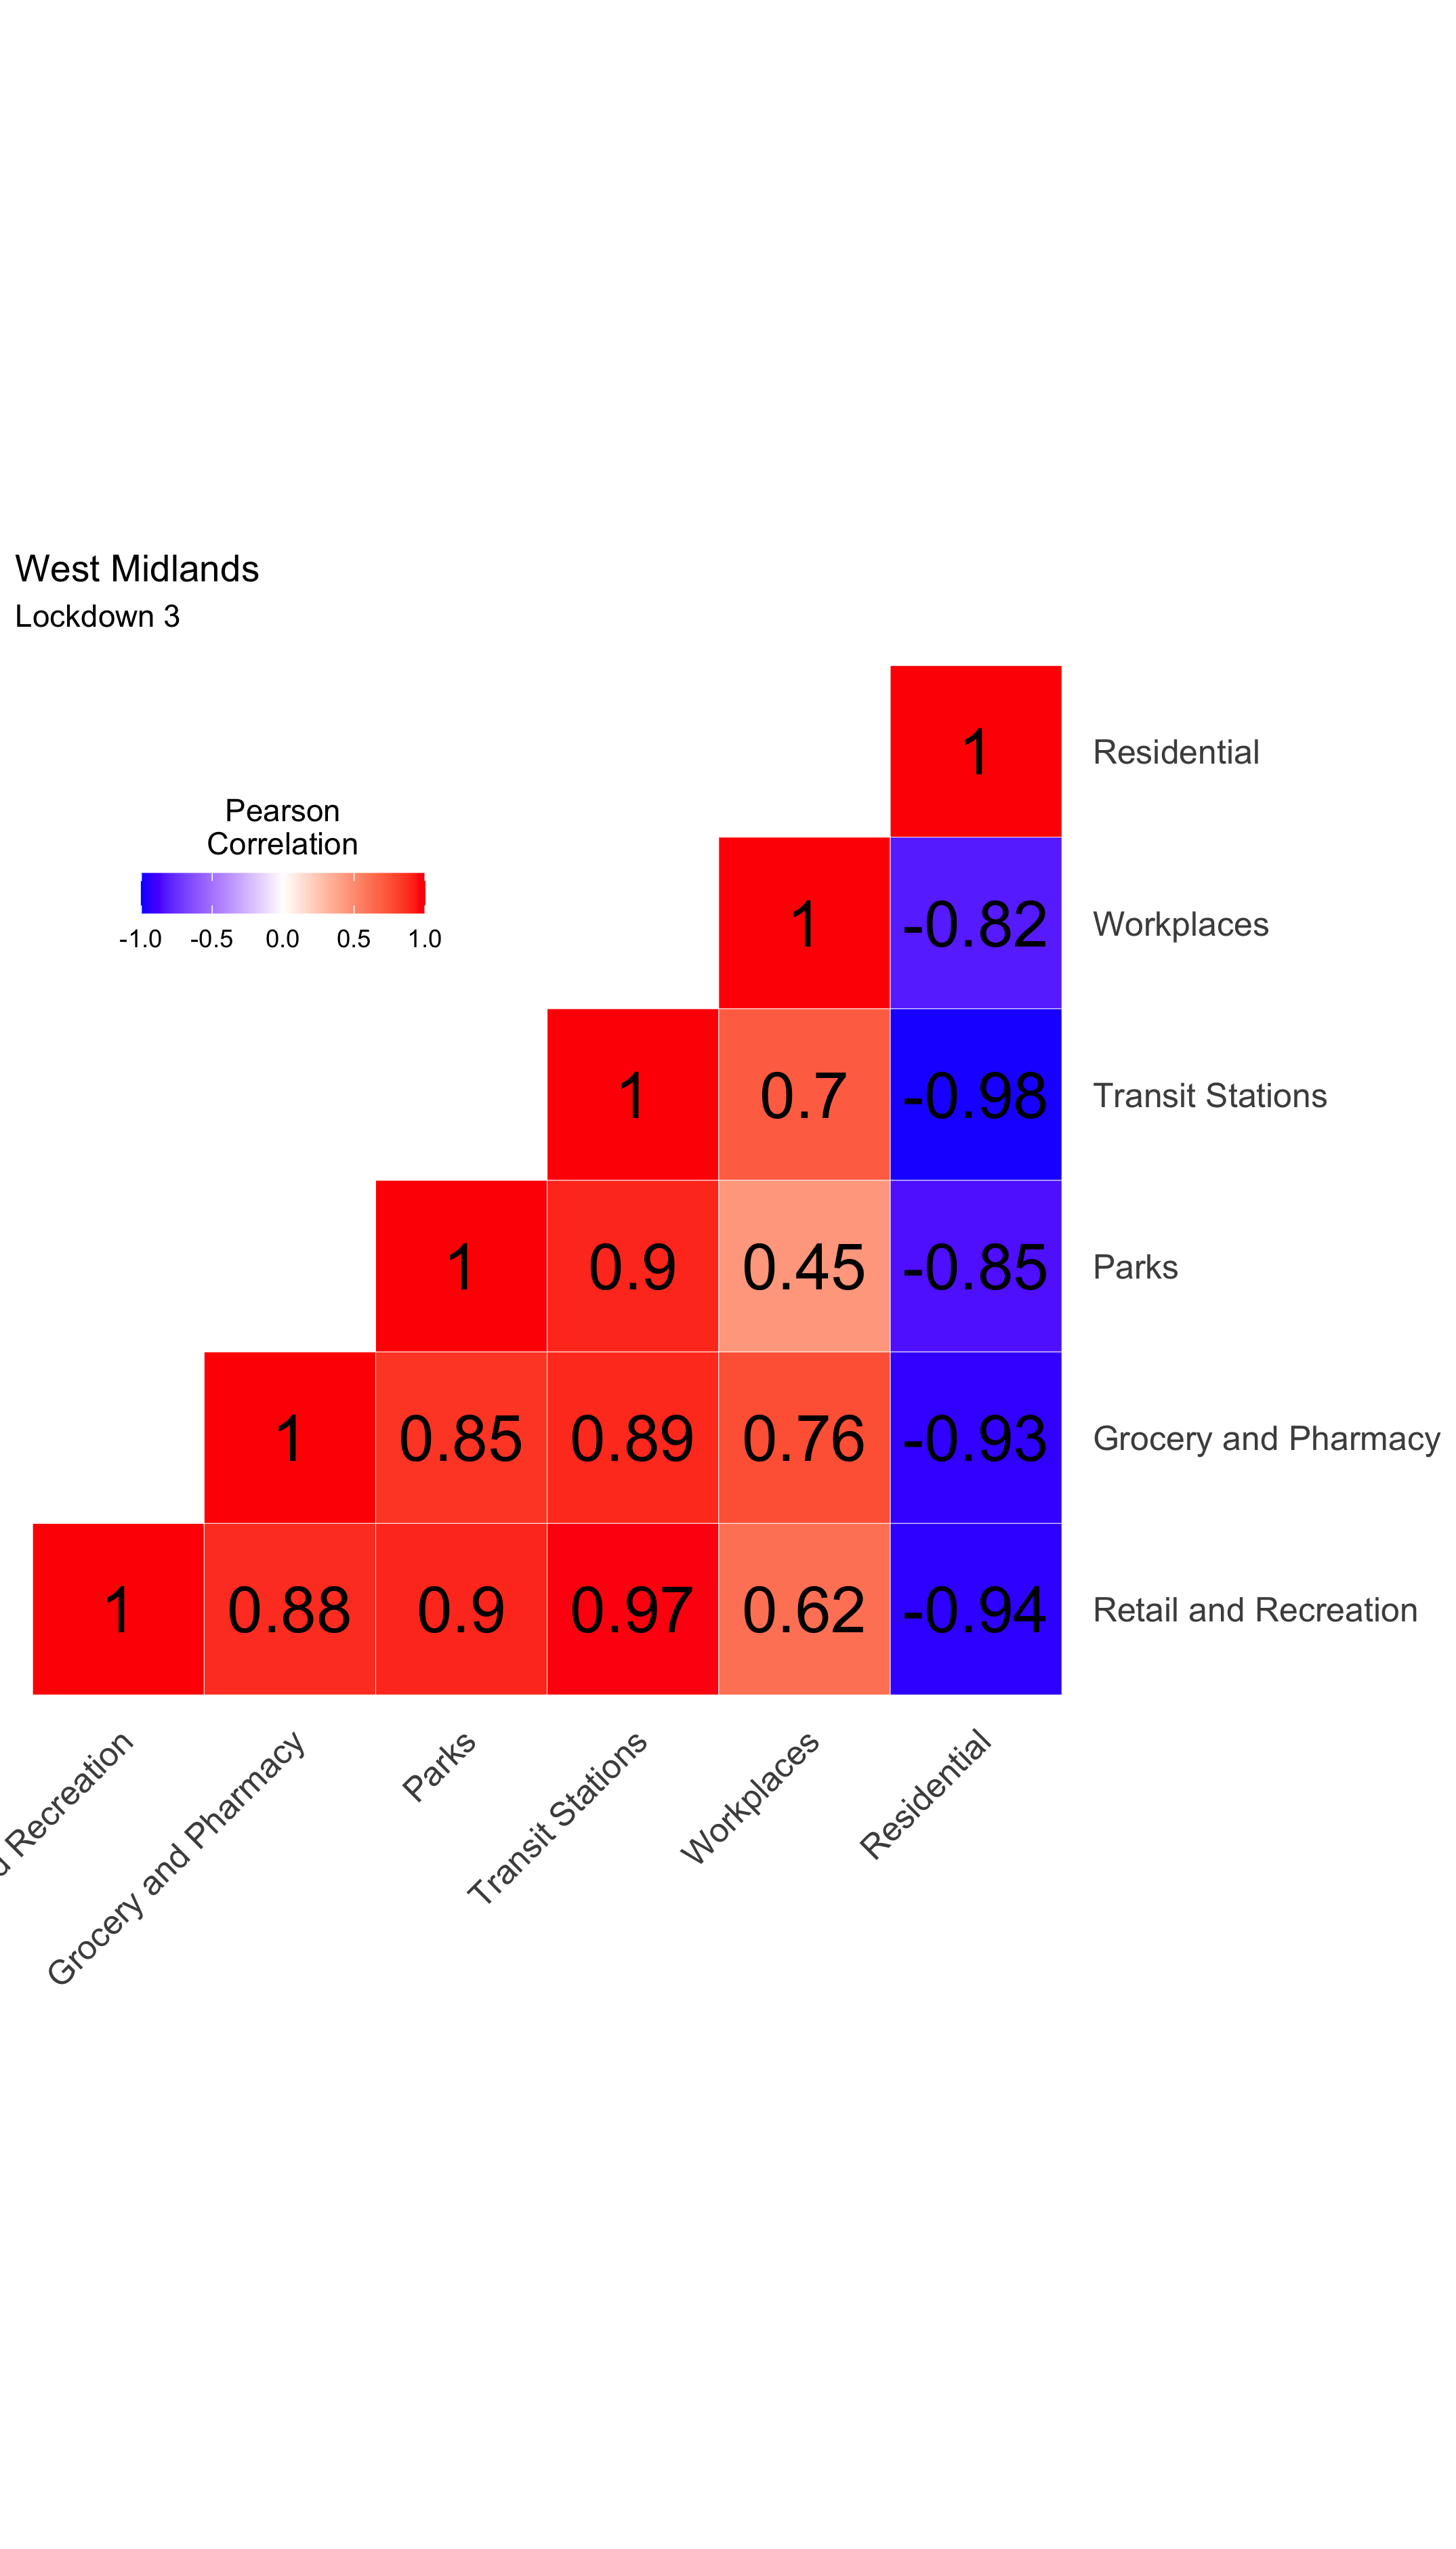 West Midlands
Lockdown 3
Pearson
Correlation
-1.0 -0.5 0.0 0.5 1.0
1 Residential
1 -0.82 Workplaces
1 0.7 -0.98 Transit Stations
1 0.9 0.45 -0.85 Parks
1 0.85 0.89 0.76 -0.93 Grocery and Pharmacy
1 0.88 0.9 0.97 0.62 -0.94 Retail and Recreation
Recreation
Grocery and Pharmacy
Parks
Transit Stations
Workplaces
Residential